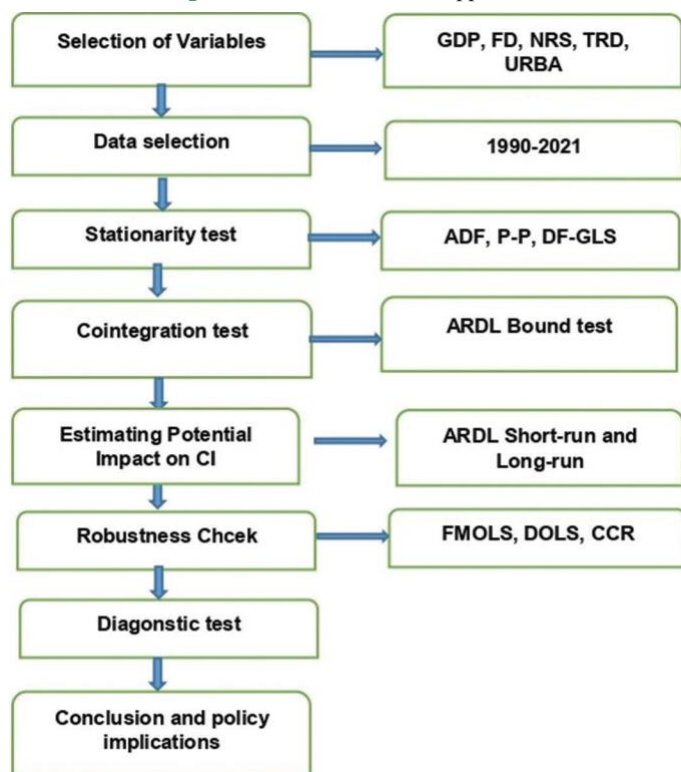 Selection of Variables
GDP, FD, NRS, TRD,
URBA
Data selection
1990-2021
Stationarity test
ADF, P-P, DF-GLS
Cointegration test
ARDL Bound test
Estimating Potential
Impact on CI
ARDL Short-run and
Long-run
Robustness Chcek
FMOLS, DOLS, CCR
Diagonstic test
Conclusion and policy
implications